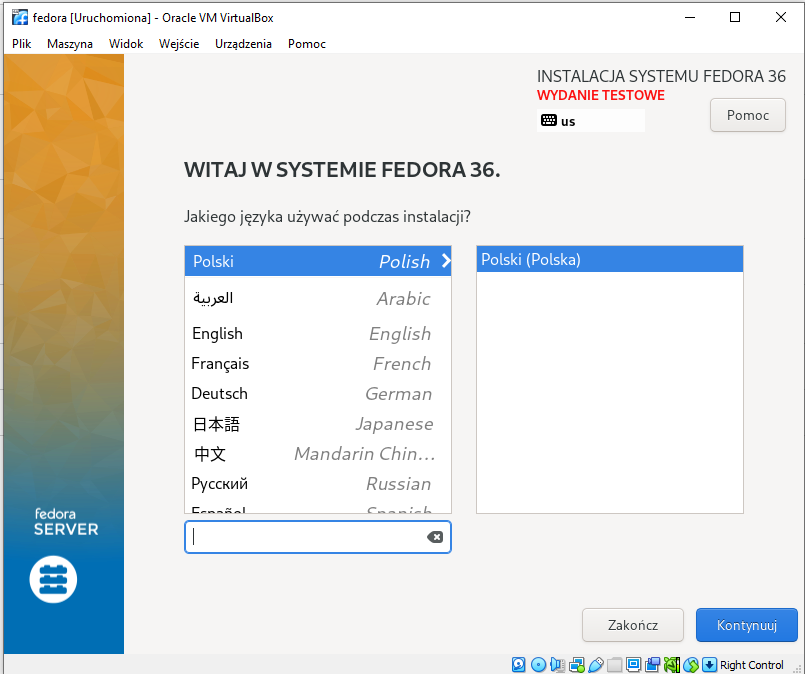 fedora [Uruchomiona] - Oracle VM VirtualBox
Plik Maszyna Widok Wejście Urządzenia Pomoc
INSTALACJA SYSTEMU FEDORA 36
WYDANIE TESTOWE
us
Pomoc
WITAJ W SYSTEMIE FEDORA 36.
Jakiego języka używać podczas instalacji?
Polski Polish
Polski (Polska)
العربية Arabic
English English
Français French
Deutsch German
日本語 Japanese
中文 Mandarin Chin...
Русский Russian
Español Spanish
fedora
SERVER
Zakończ Kontynuuj
Right Control